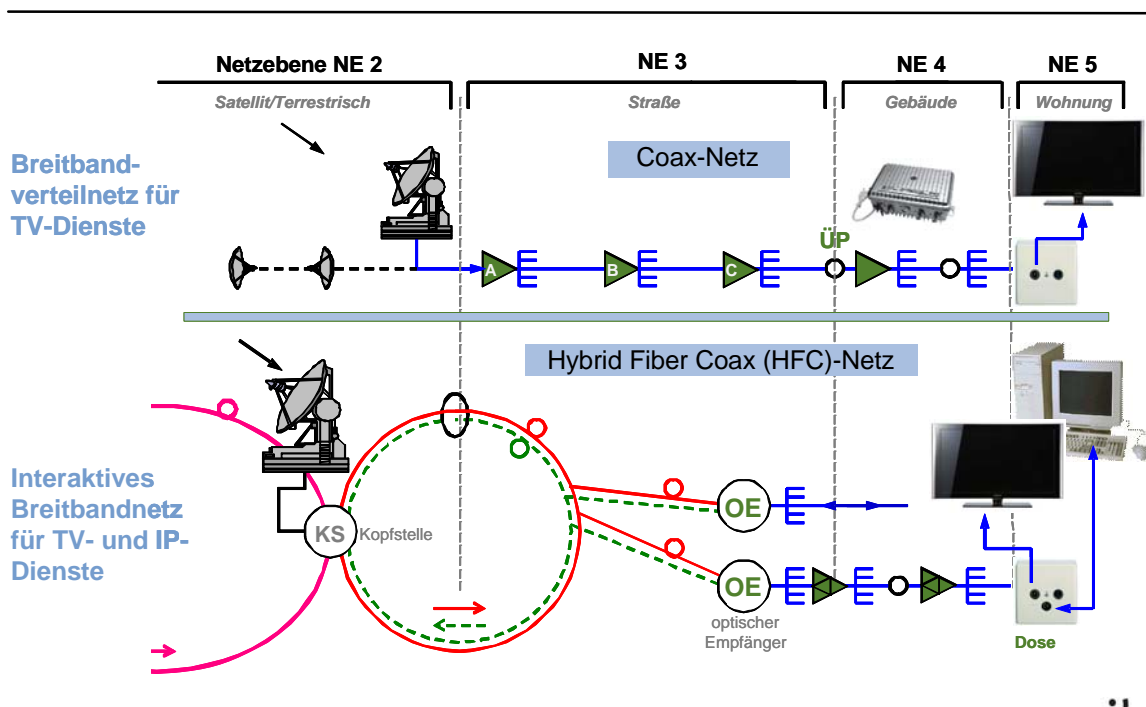 Netzebene NE 2
NE 3
NE 4
NE 5
Satellit/Terrestrisch
Straße
Gebäude
Wohnung
Breitband-
verteilnetz für
TV-Dienste
Coax-Netz
ÜP
A
B
C
Hybrid Fiber Coax (HFC)-Netz
Interaktives
Breitbandnetz
für TV- und IP-
Dienste
KS
Kopfstelle
OE
OE
optischer
Empfänger
Dose